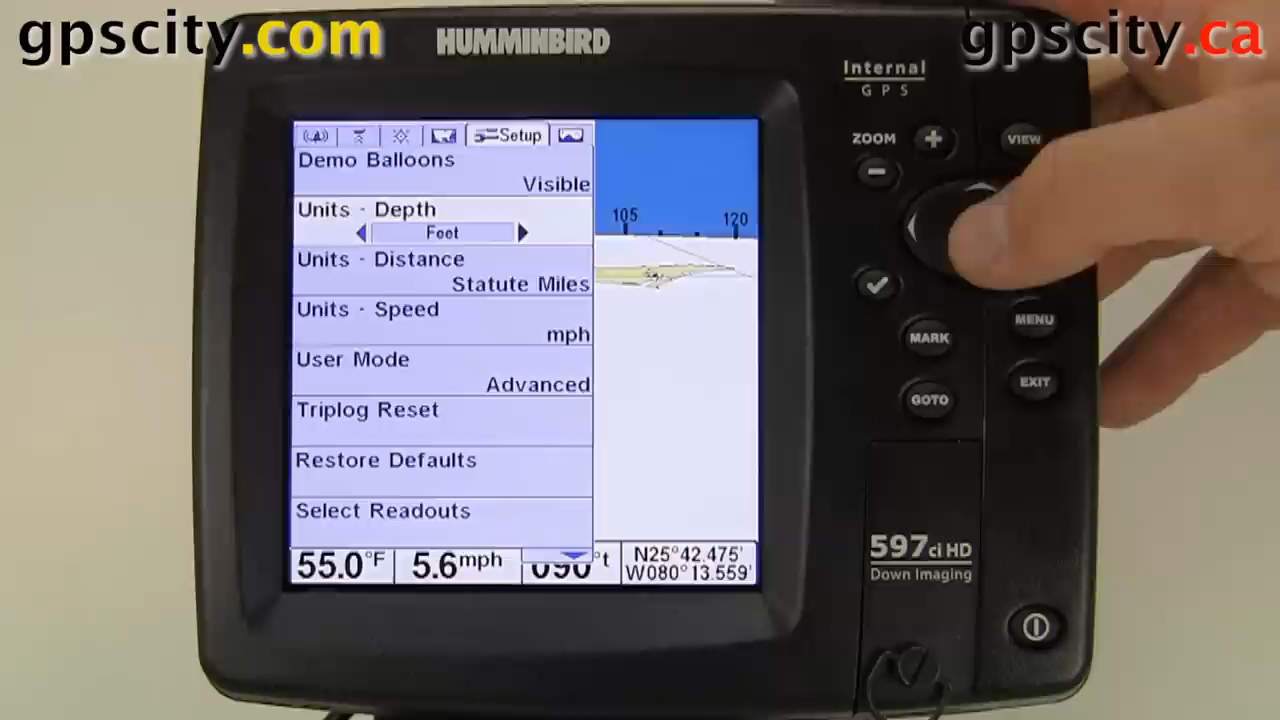 gpscity.com
HUMMINBIRD
gpscity.ca
Internal
GPS
ZOOM
VIEW
Setup
Demo Balloons
Visible
Units - Depth
Feet
Units - Distance
Statute Miles
Units - Speed
mph
User Mode
Advanced
Triplog Reset
Restore Defaults
Select Readouts
105 120
MENU
MARK
EXIT
GOTO
55.0°F 5.6mph 090°t N25°42.475'
W080°13.559'
597ci HD
Down Imaging